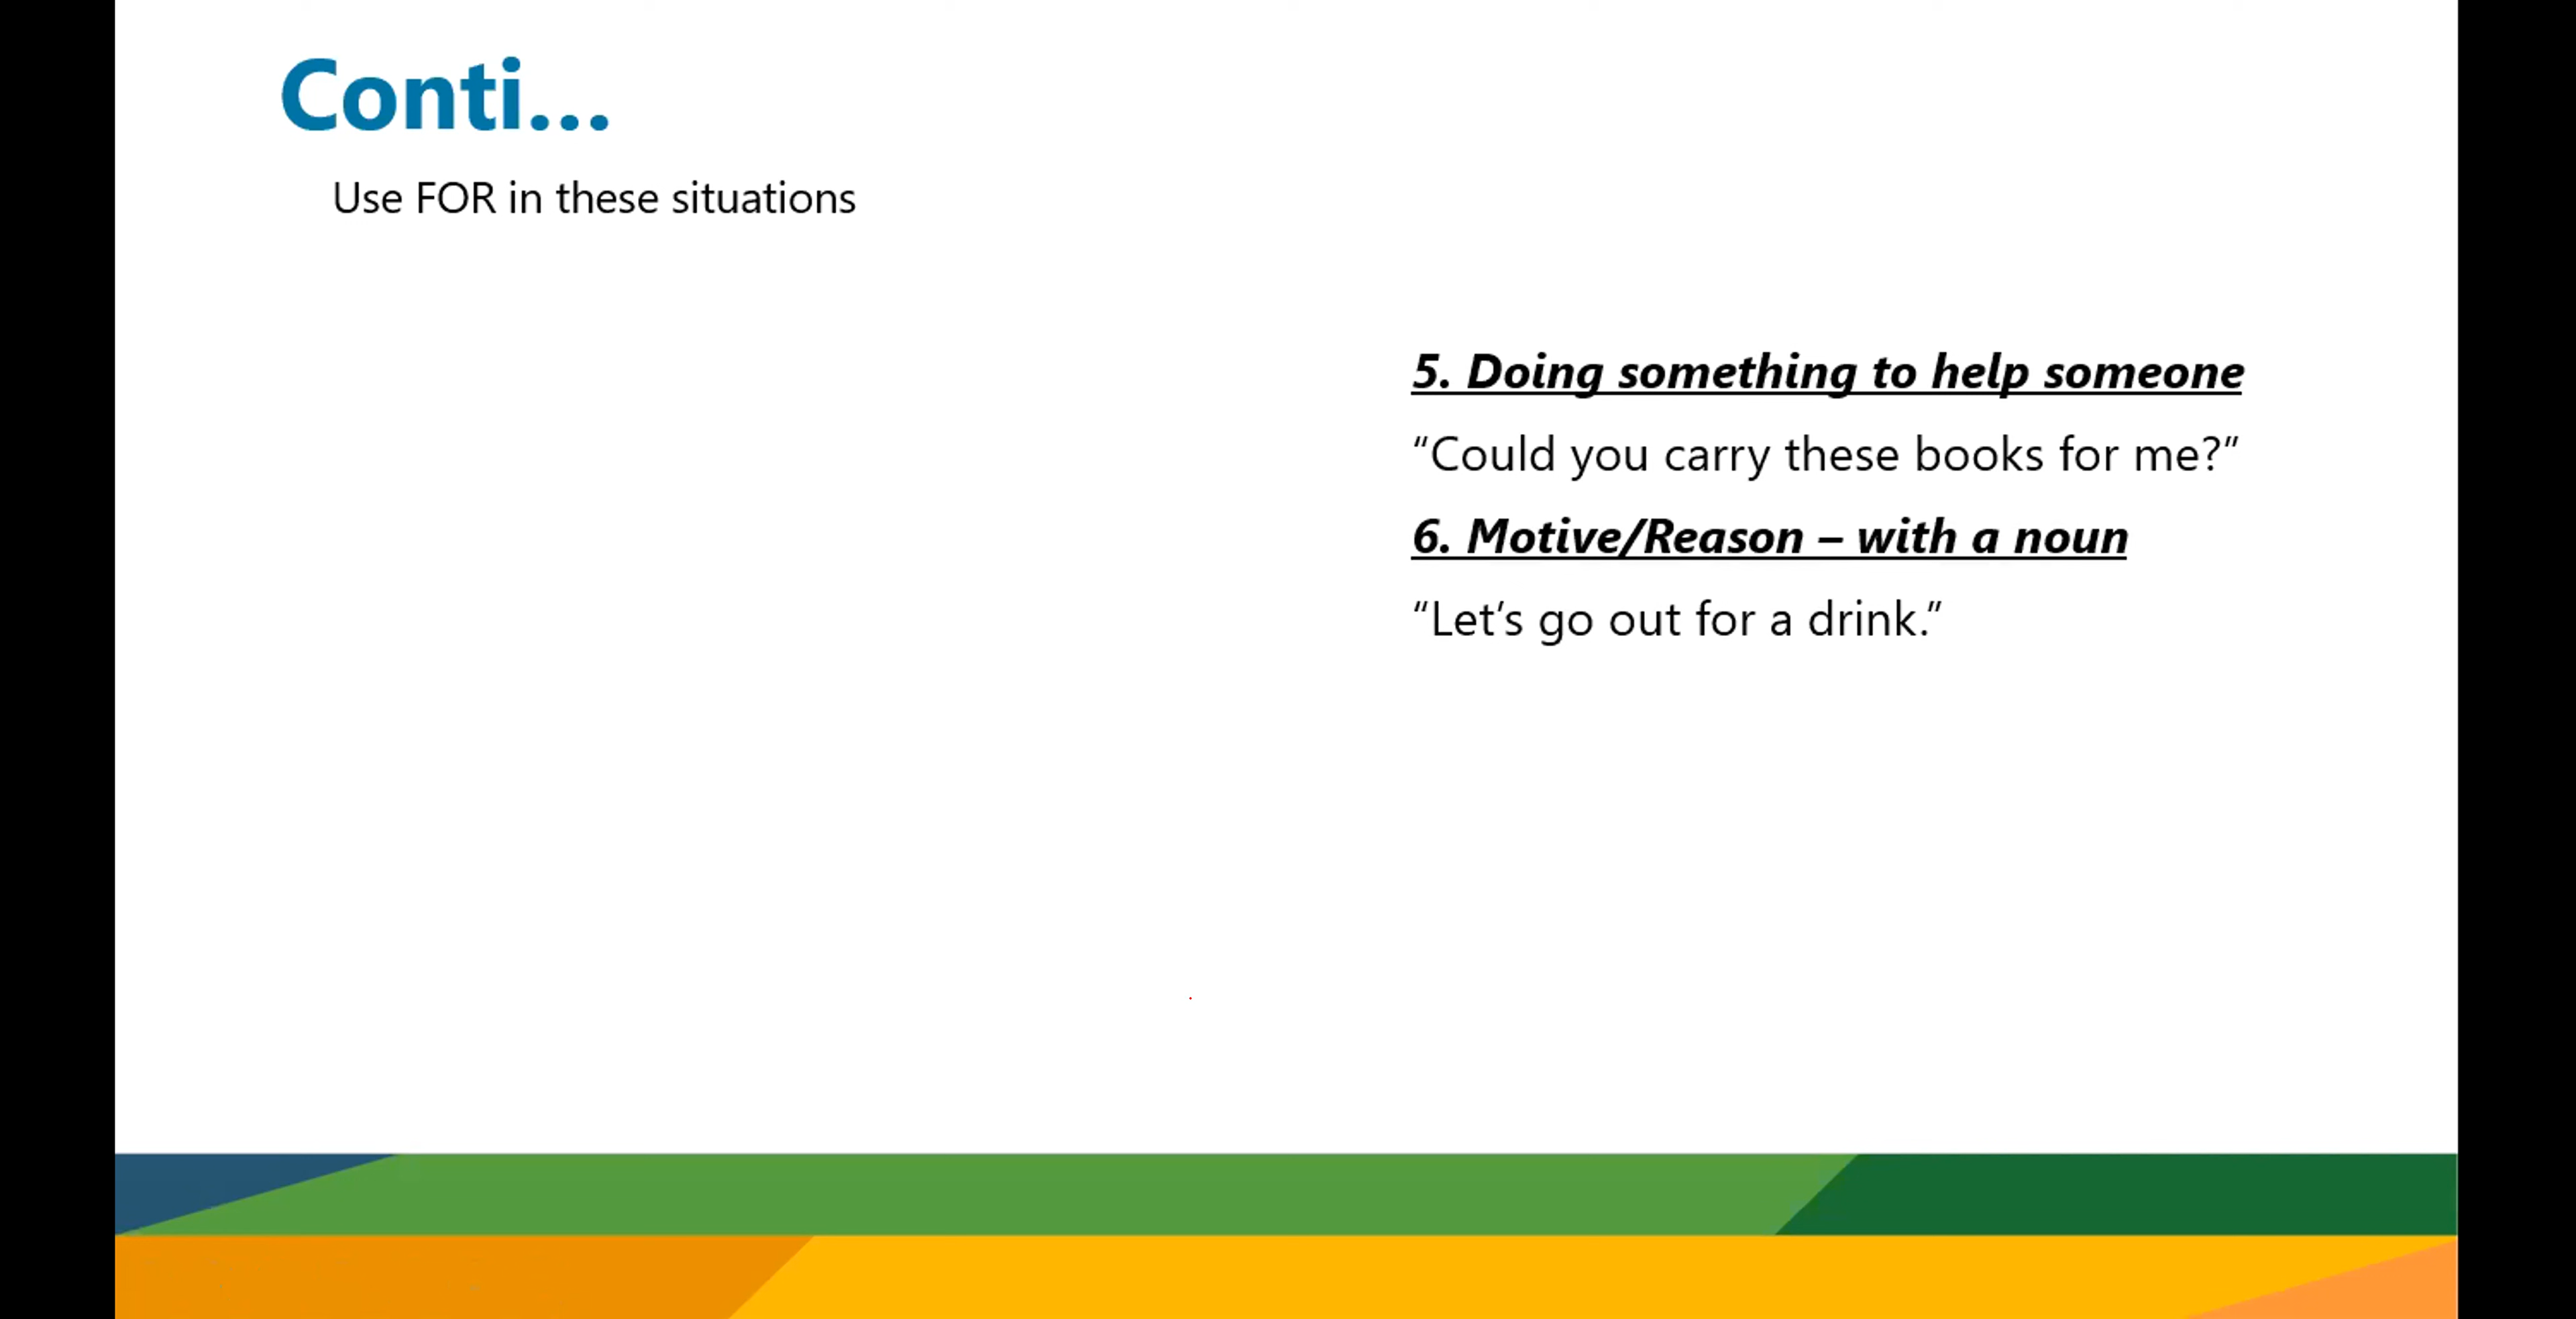 Conti...
Use FOR in these situations
5. Doing something to help someone
“Could you carry these books for me?”
6. Motive/Reason – with a noun
“Let’s go out for a drink.”